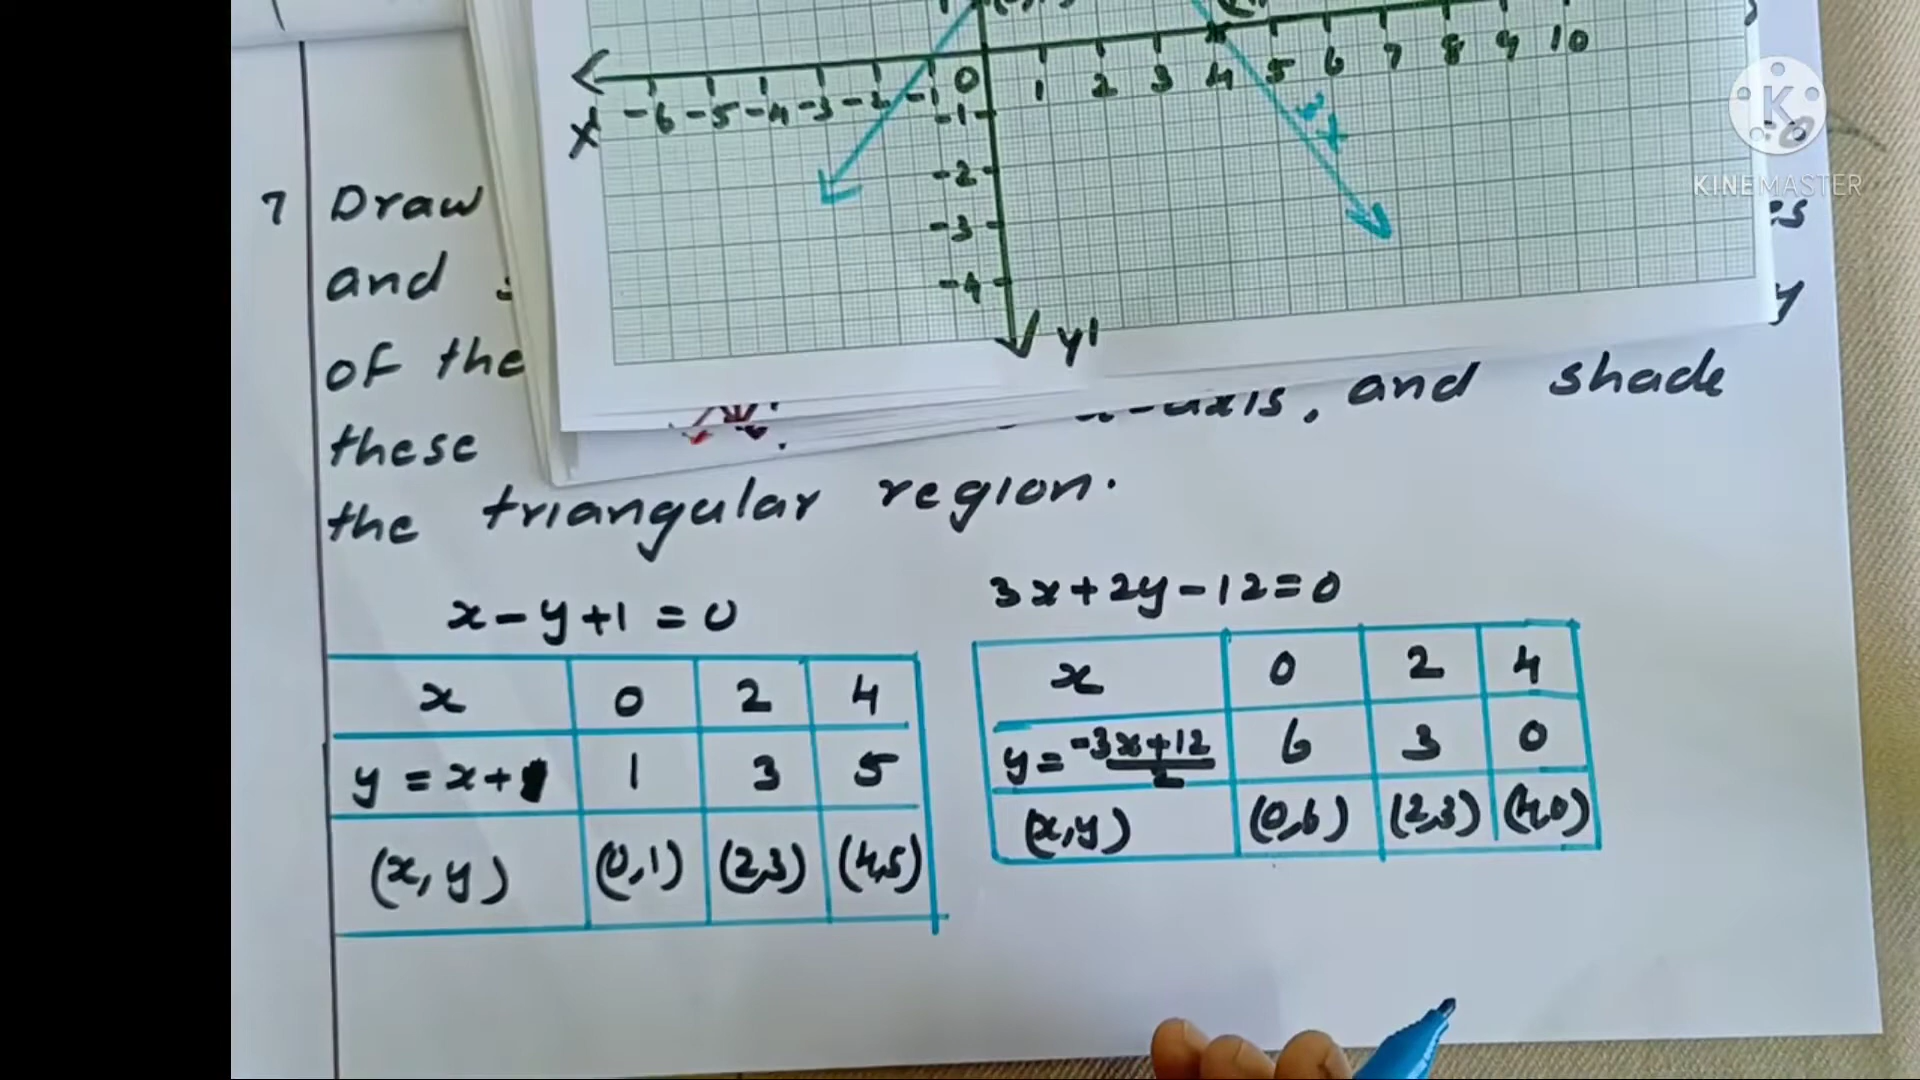 0 1 2 3 4 5 6 7 8 9 10
X' -6 -5 -4 -3 -2 -1
-1
-2
-3
-4
y'
K
KINEMASTER
7 Draw
and
of the
these x-axis, and shade
the triangular region.
x-y+1=0
x 0 2 4
y=x+1 1 3 5
(x,y) (0,1) (2,3) (4,5)
3x+2y-12=0
x 0 2 4
y=-3x+12/2 6 3 0
(x,y) (0,6) (2,3) (4,0)